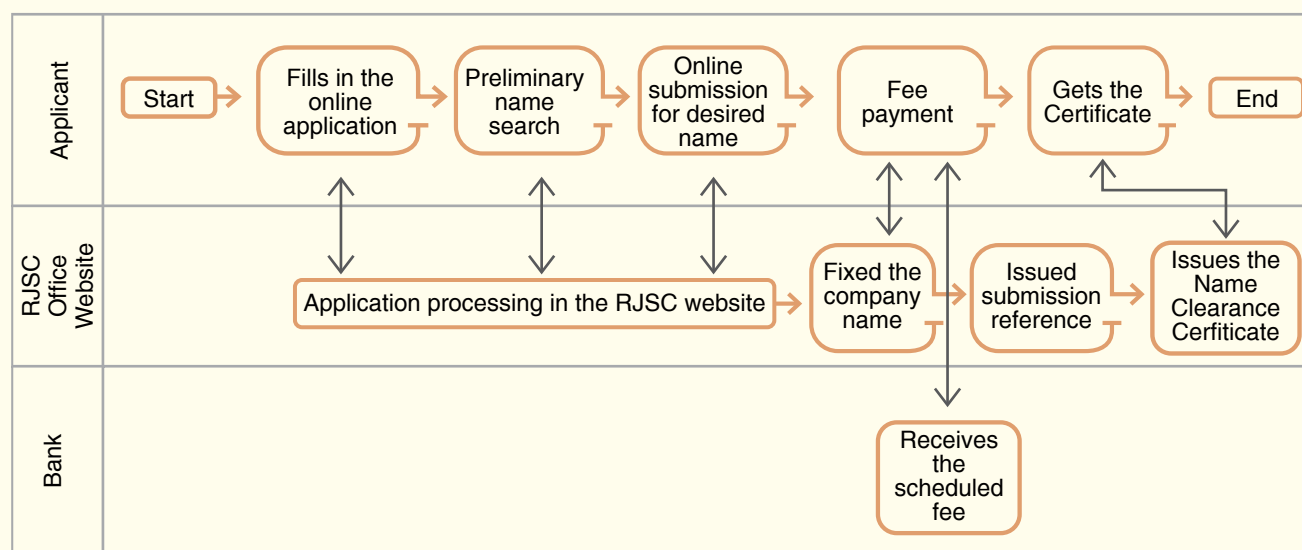 Applicant
Start
Fills in the
online
application
Preliminary
name
search
Online
submission
for desired
name
Fee
payment
Gets the
Certificate
End
RJSC
Office
Website
Application processing in the RJSC website
Fixed the
company
name
Issued
submission
reference
Issues the
Name
Clearance
Cerfiticate
Bank
Receives
the
scheduled
fee